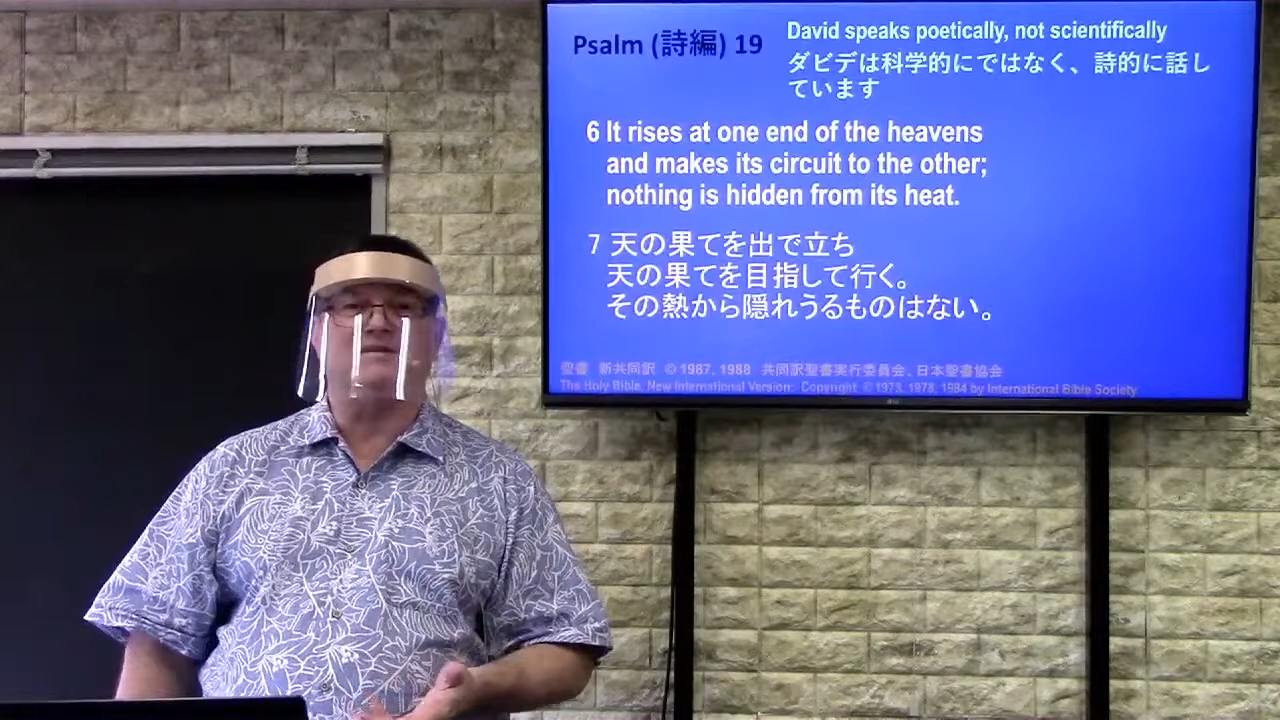 Psalm (詩編) 19
David speaks poetically, not scientifically
ダビデは科学的にではなく、詩的に話し
ています
6 It rises at one end of the heavens
and makes its circuit to the other;
nothing is hidden from its heat.
7 天の果てを出で立ち
天の果てを目指して行く。
その熱から隠れうるものはない。
聖書 新共同訳 © 1987, 1988 共同訳聖書実行委員会、日本聖書協会
The Holy Bible, New International Version: Copyright © 1973, 1978, 1984 by International Bible Society